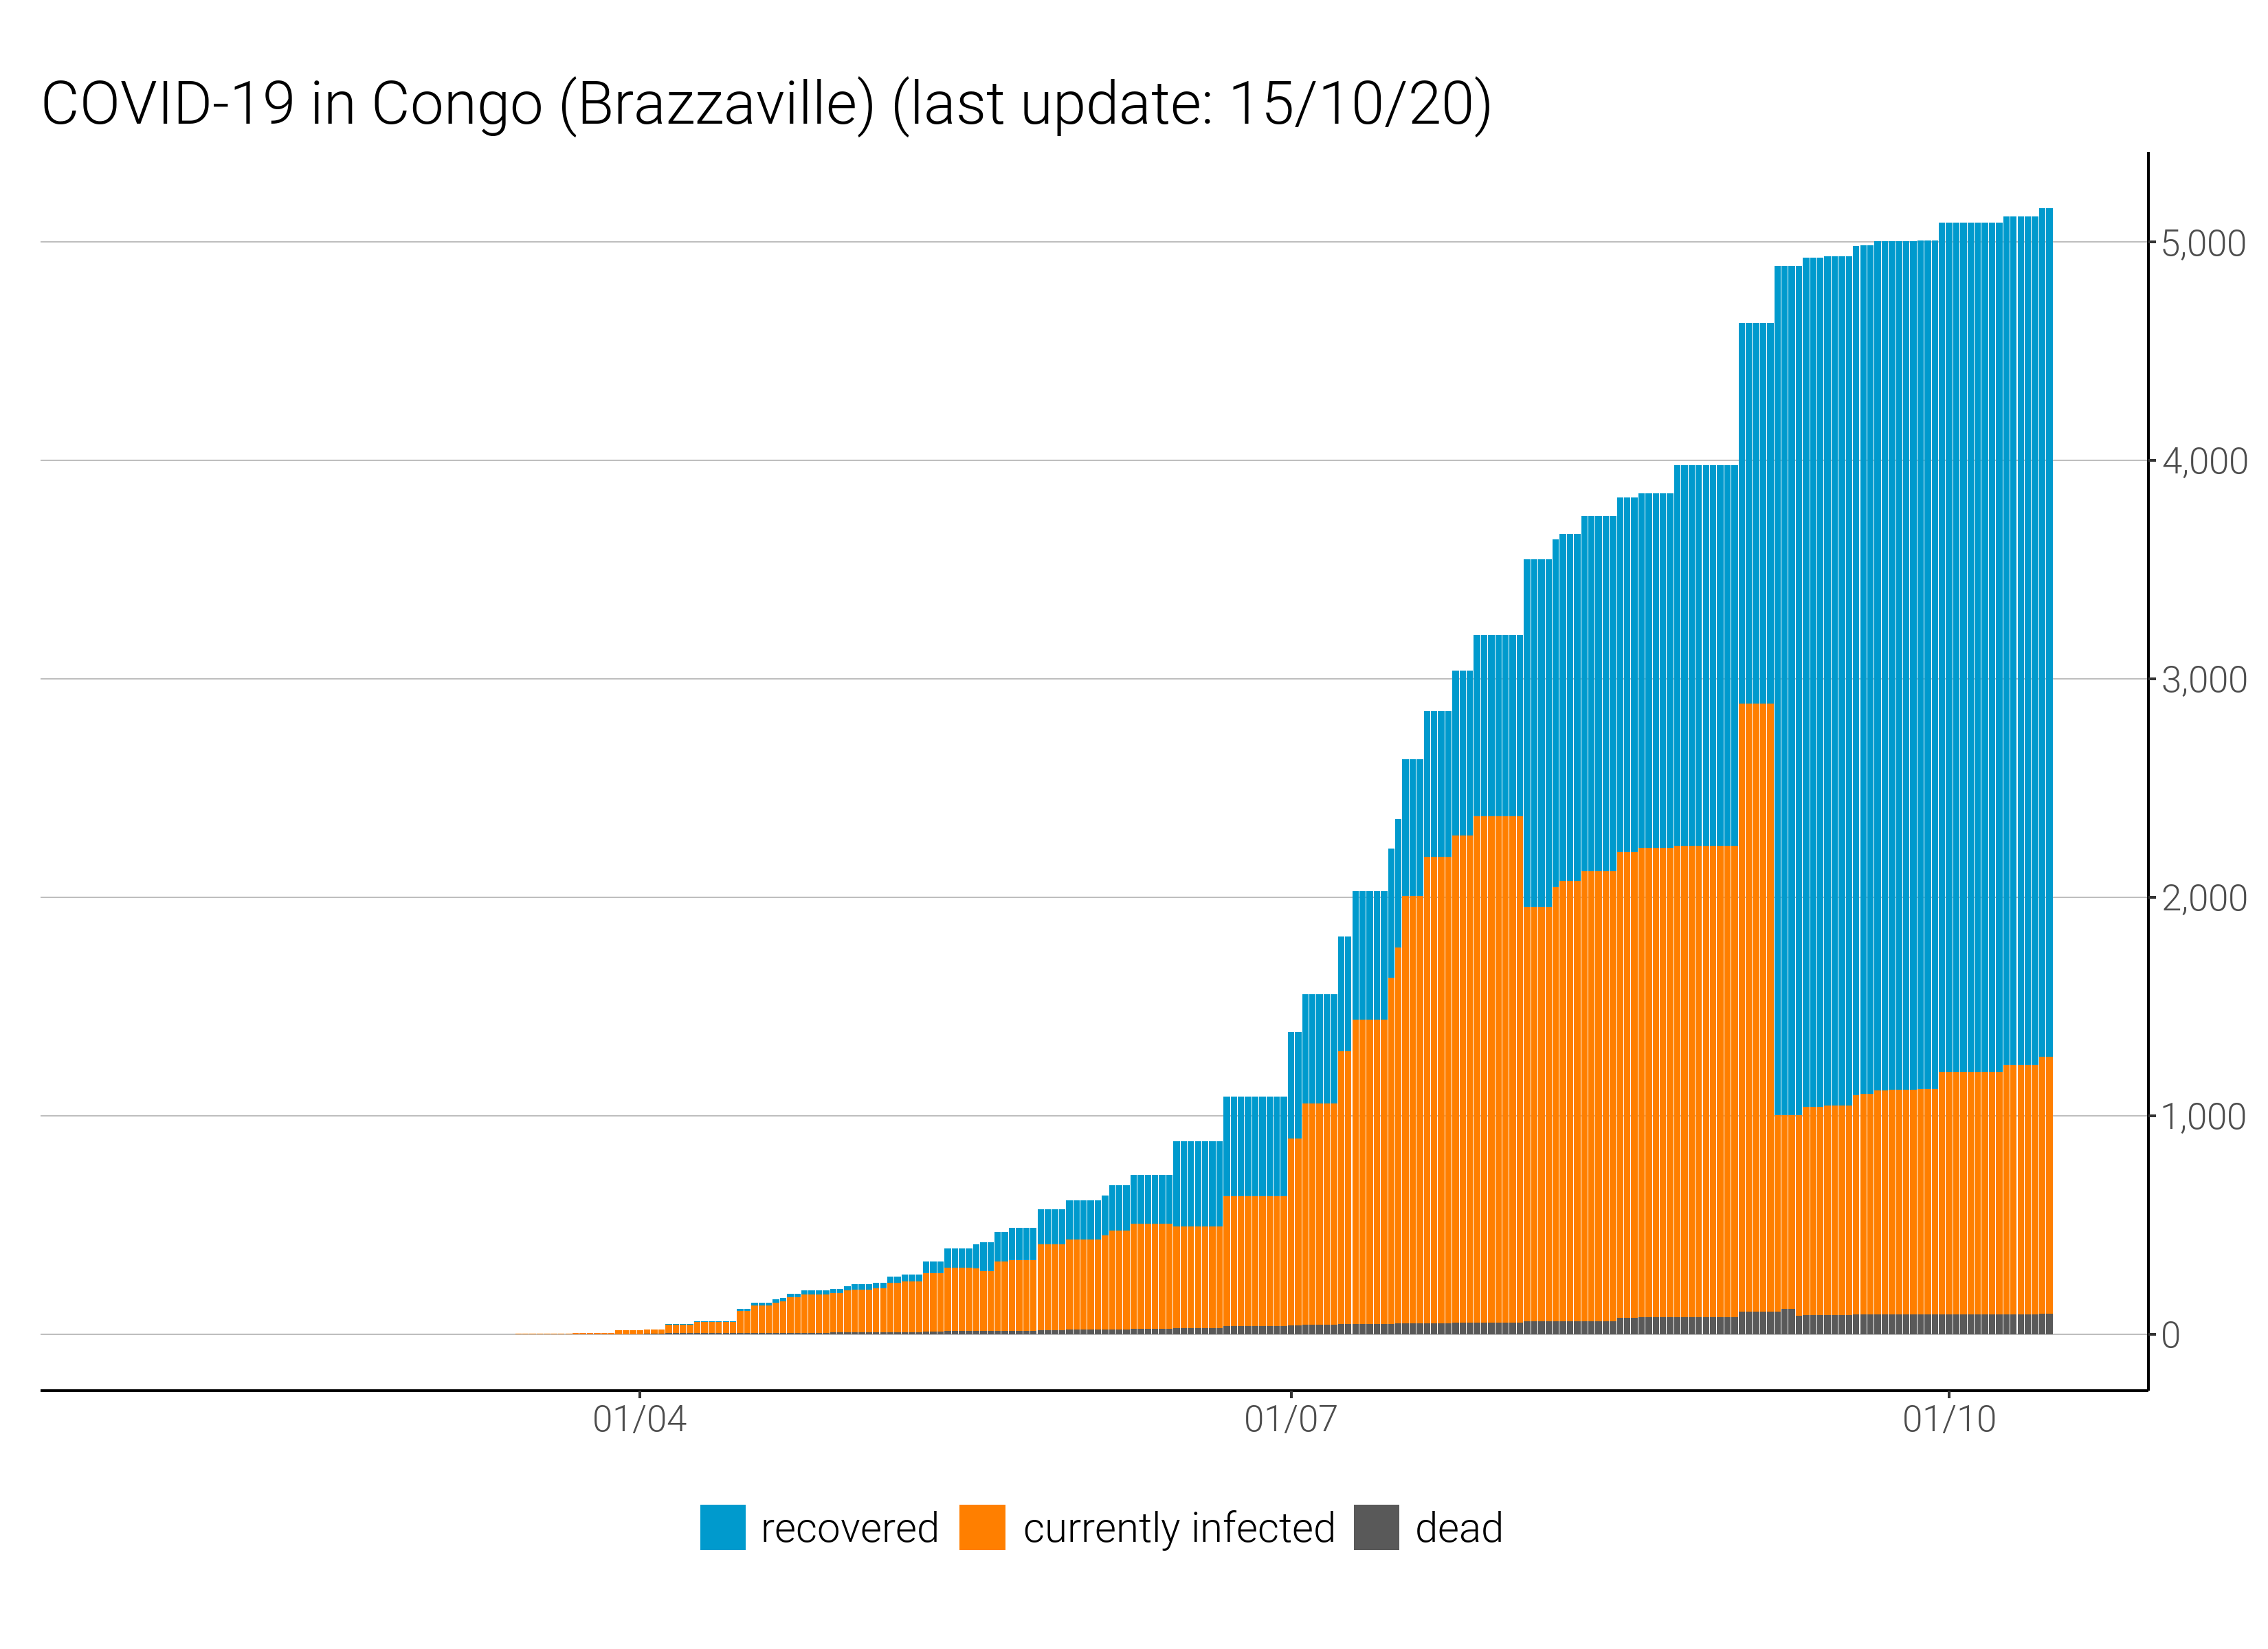 COVID-19 in Congo (Brazzaville) (last update: 15/10/20)
5,000
4,000
3,000
2,000
1,000
0
01/04 01/07 01/10
recovered currently infected dead